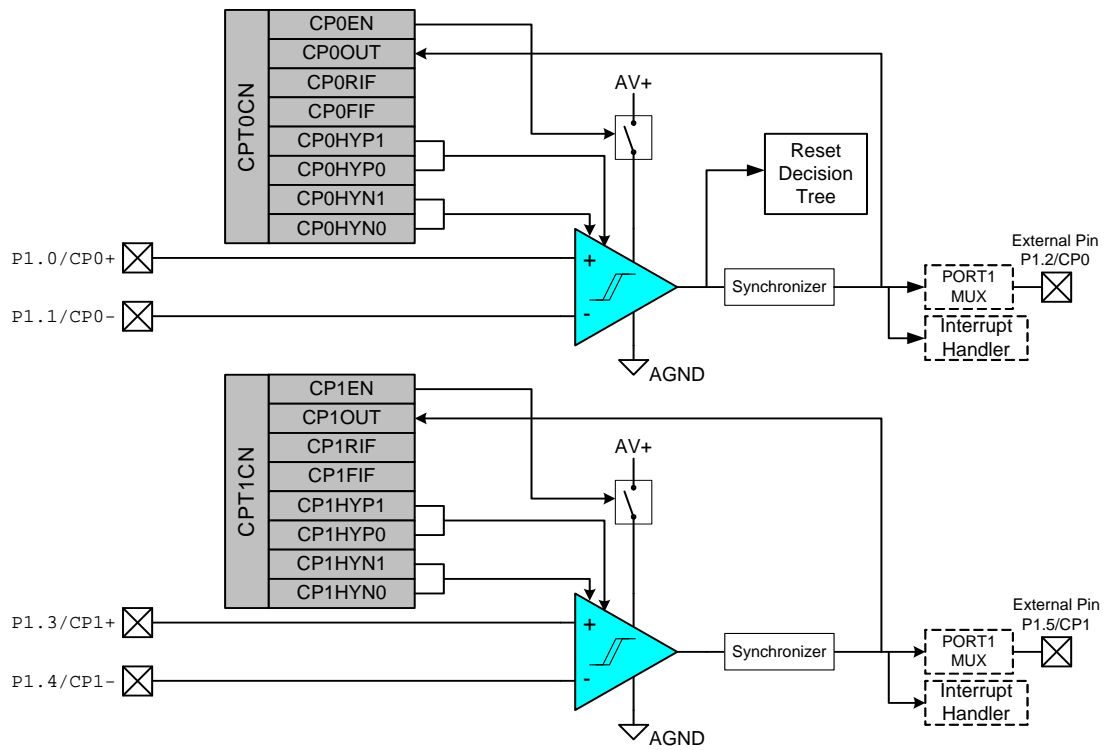 CPT0CN
CP0EN
CP0OUT
CP0RIF
CP0FIF
CP0HYP1
CP0HYP0
CP0HYN1
CP0HYN0
AV+
Reset
Decision
Tree
P1.0/CP0+
P1.1/CP0-
+
-
Synchronizer
External Pin
P1.2/CP0
PORT1
MUX
Interrupt
Handler
AGND
CPT1CN
CP1EN
CP1OUT
CP1RIF
CP1FIF
CP1HYP1
CP1HYP0
CP1HYN1
CP1HYN0
AV+
P1.3/CP1+
P1.4/CP1-
+
-
Synchronizer
External Pin
P1.5/CP1
PORT1
MUX
Interrupt
Handler
AGND